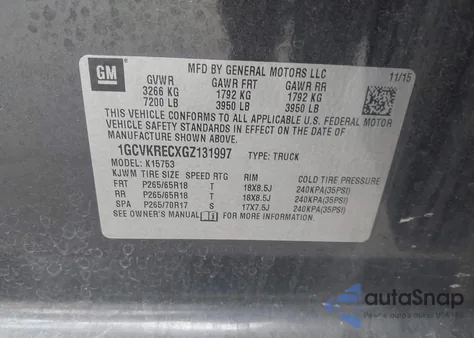 GM
MFD BY GENERAL MOTORS LLC 11/15
GVWR GAWR FRT GAWR RR
3266 KG 1792 KG 1792 KG
7200 LB 3950 LB 3950 LB
THIS VEHICLE CONFORMS TO ALL APPLICABLE U.S. FEDERAL MOTOR
VEHICLE SAFETY STANDARDS IN EFFECT ON THE DATE OF
MANUFACTURE SHOWN ABOVE.
1GCVKRECXGZ131997 TYPE: TRUCK
MODEL: K15753
KJWM TIRE SIZE SPEED RTG RIM COLD TIRE PRESSURE
FRT P265/65R18 T 18X8.5J 240KPA(35PSI)
RR P265/65R18 T 18X8.5J 240KPA(35PSI)
SPA P265/70R17 S 17X7.5J 240KPA(35PSI)
SEE OWNER'S MANUAL FOR MORE INFORMATION.
autoSnap
POWERED BY